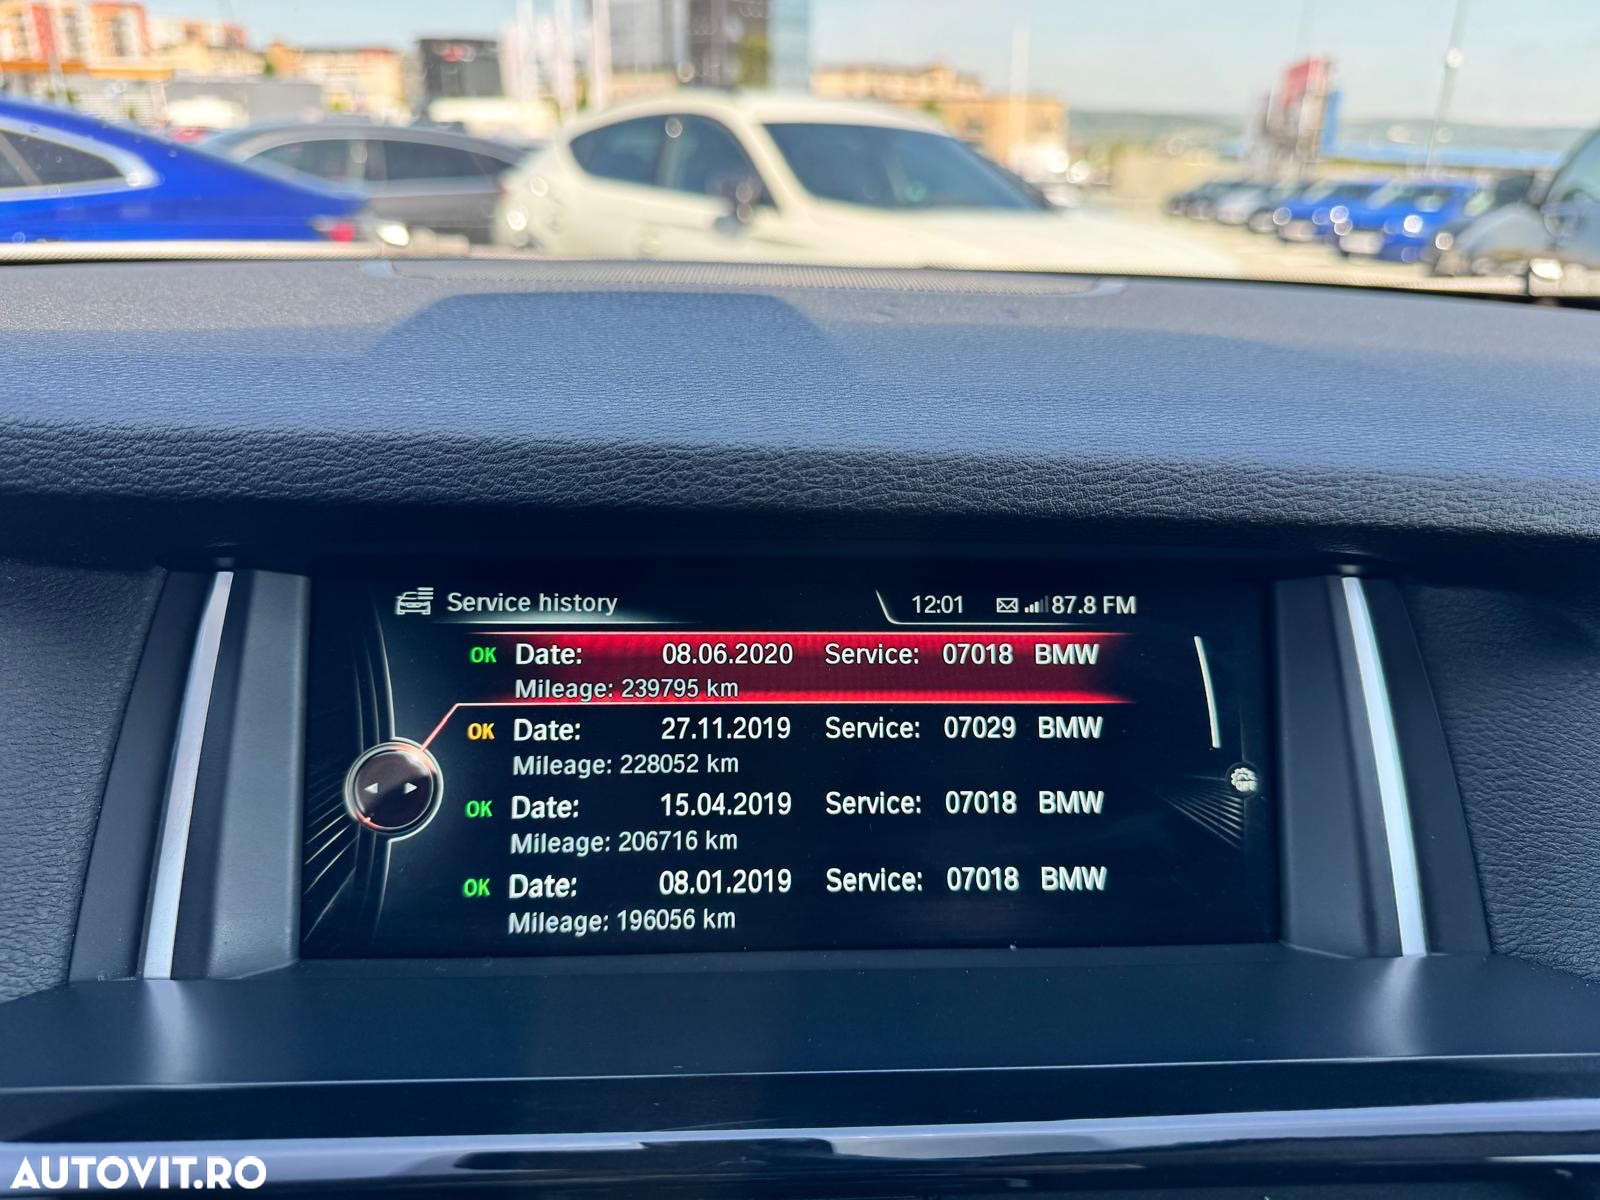 Service history 12:01 87.8 FM
OK Date: 08.06.2020 Service: 07018 BMW
Mileage: 239795 km
OK Date: 27.11.2019 Service: 07029 BMW
Mileage: 228052 km
OK Date: 15.04.2019 Service: 07018 BMW
Mileage: 206716 km
OK Date: 08.01.2019 Service: 07018 BMW
Mileage: 196056 km
AUTOVIT.RO